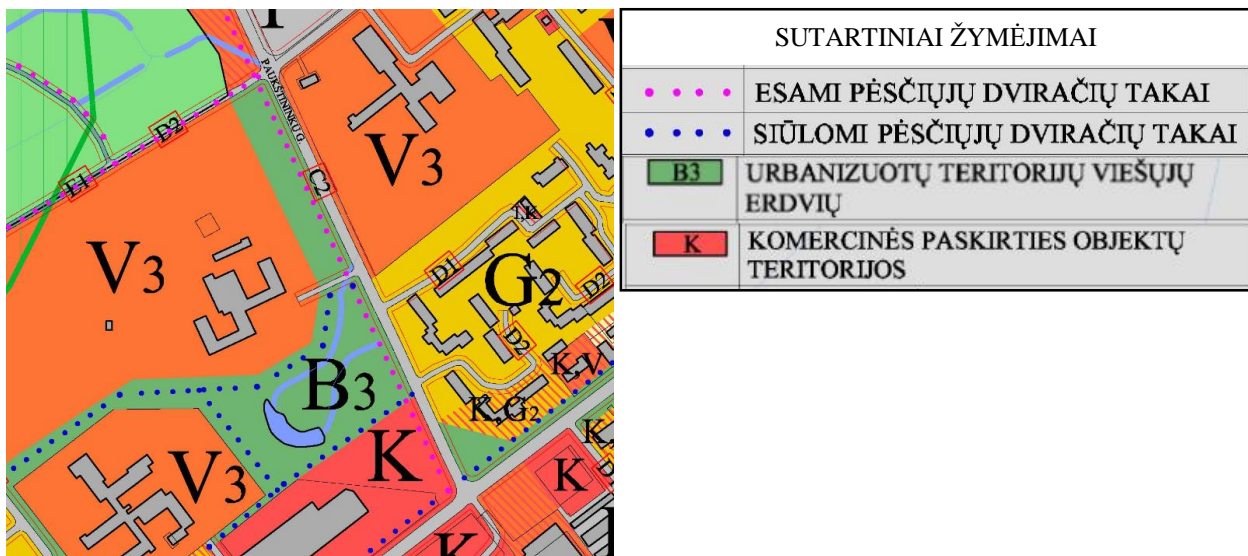 PAUKŠTININKŲ G
D2
E1
C2
V3
V3
I,K
D1
G2
D2
D2
B3
K,V
K,G2
K
V3
K
K
K
SUTARTINIAI ŽYMĖJIMAI
ESAMI PĖSČIŲJŲ DVIRAČIŲ TAKAI
SIŪLOMI PĖSČIŲJŲ DVIRAČIŲ TAKAI
B3 URBANIZUOTŲ TERITORIJŲ VIEŠŲJŲ
ERDVIŲ
K KOMERCINĖS PASKIRTIES OBJEKTŲ
TERITORIJOS